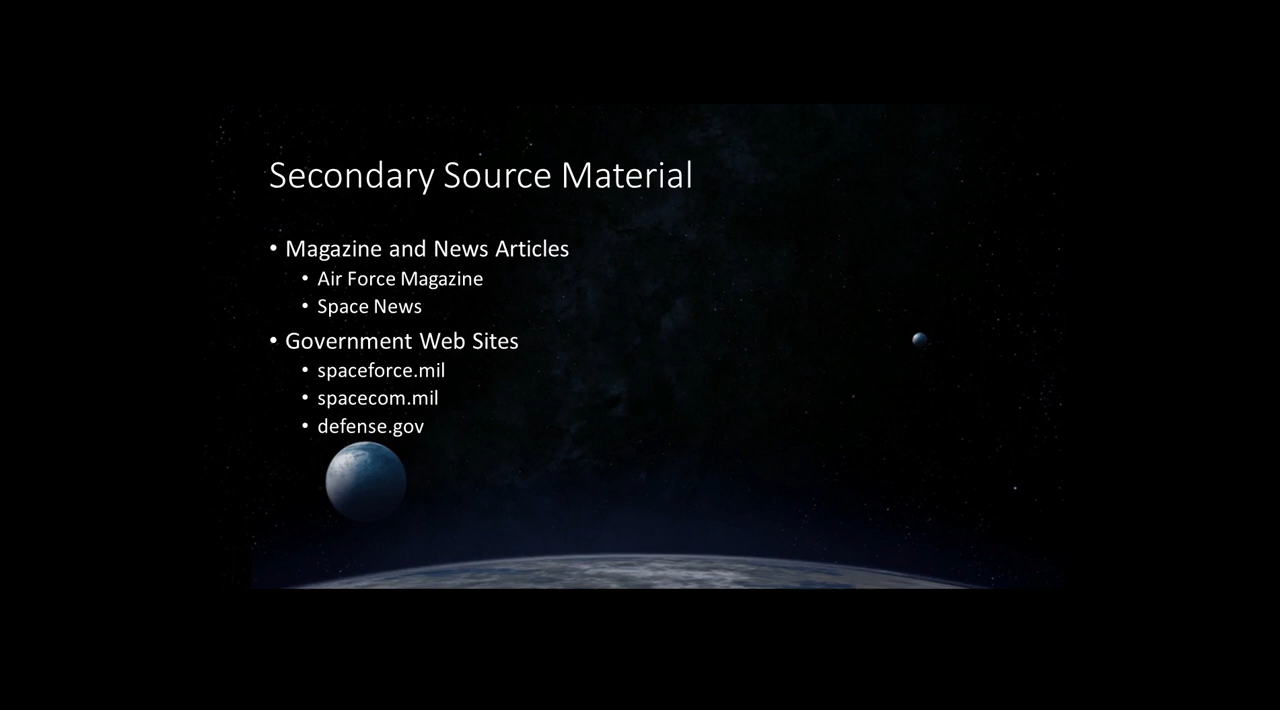 Secondary Source Material
• Magazine and News Articles
• Air Force Magazine
• Space News
• Government Web Sites
• spaceforce.mil
• spacecom.mil
• defense.gov